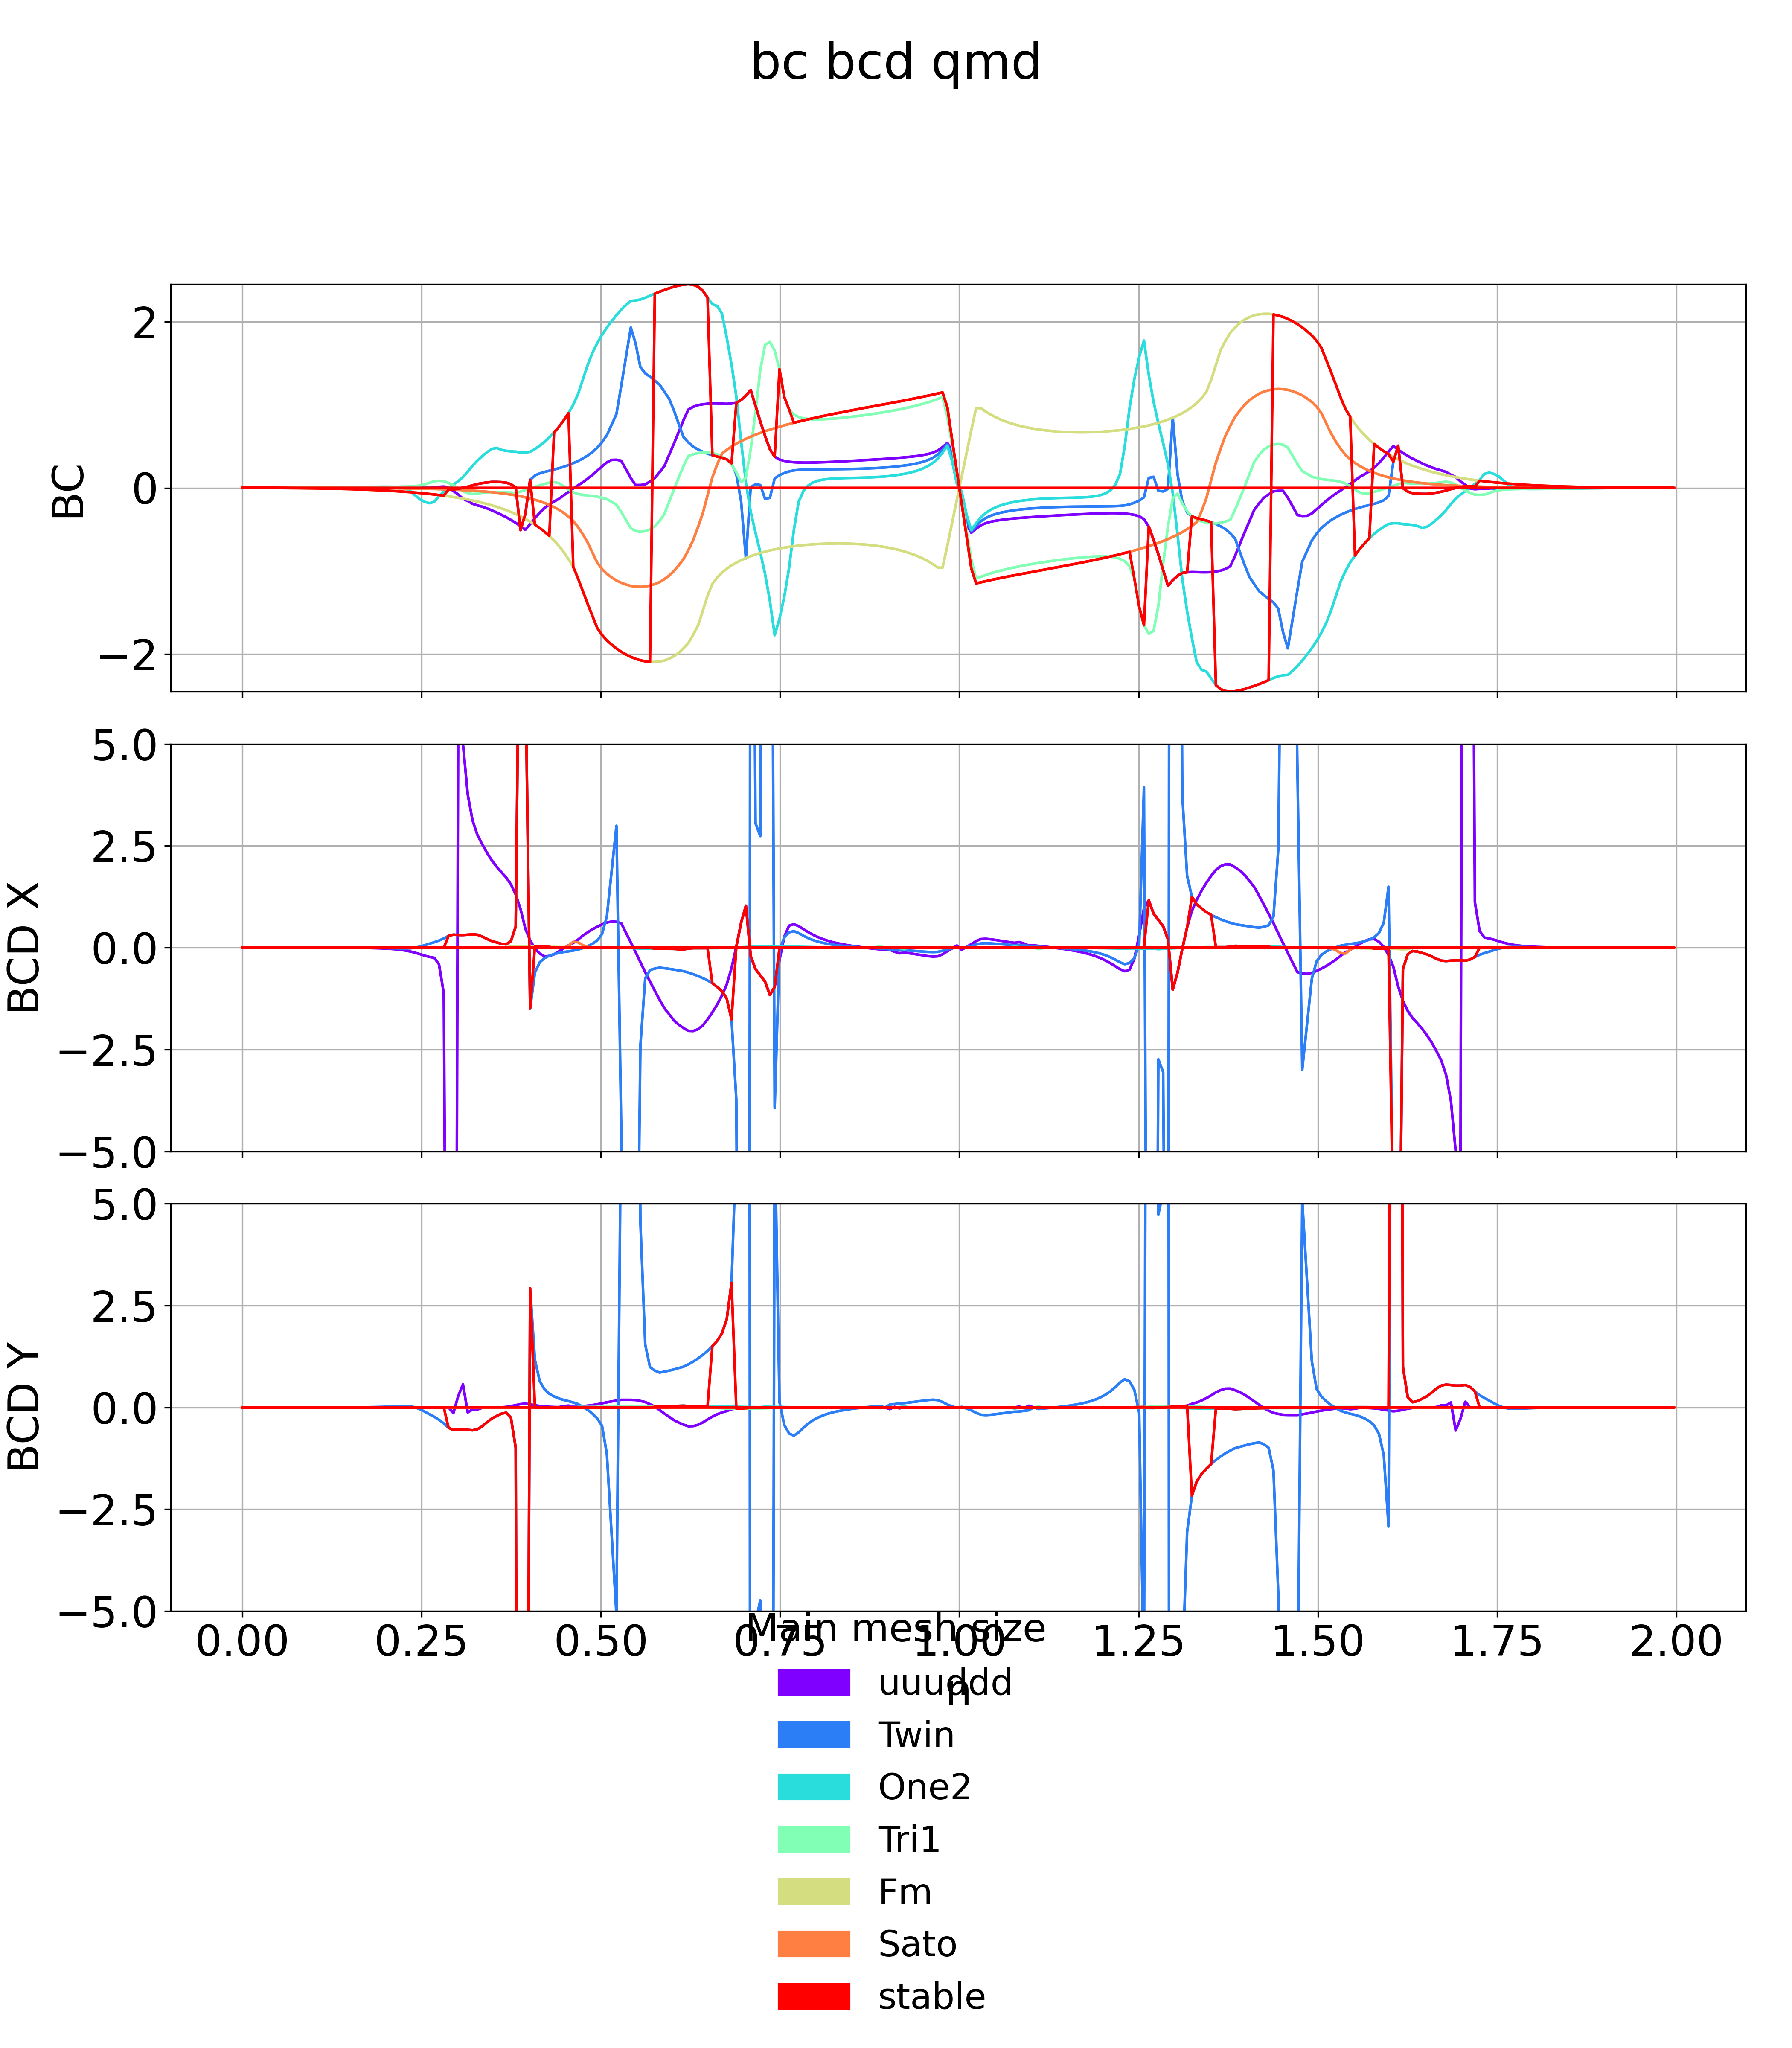 bc bcd qmd
BC
2
0
−2
BCD X
5.0
2.5
0.0
−2.5
−5.0
BCD Y
5.0
2.5
0.0
−2.5
−5.0
0.00 0.25 0.50 0.75 1.00 1.25 1.50 1.75 2.00
Main mesh size
n
uuuddd
Twin
One2
Tri1
Fm
Sato
stable